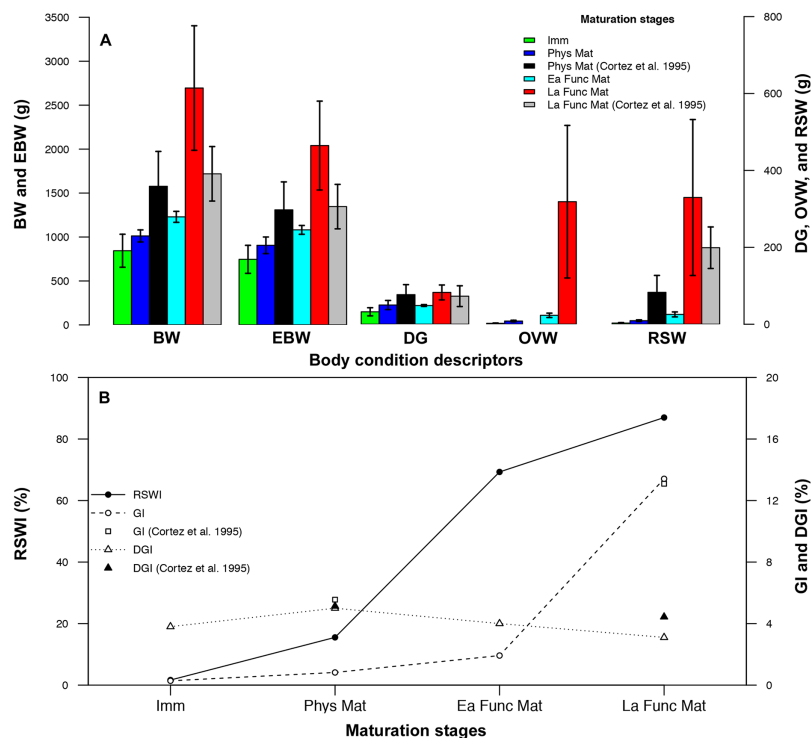 A
Maturation stages
Imm
Phys Mat
Phys Mat (Cortez et al. 1995)
Ea Func Mat
La Func Mat
La Func Mat (Cortez et al. 1995)
BW and EBW (g)
3500
3000
2500
2000
1500
1000
500
0
DG, OVW, and RSW (g)
800
600
400
200
0
BW EBW DG OVW RSW
Body condition descriptors
B
RSWI (%)
100
80
60
40
20
0
RSWI
GI
GI (Cortez et al. 1995)
DGI
DGI (Cortez et al. 1995)
GI and DGI (%)
20
16
12
8
4
0
Imm Phys Mat Ea Func Mat La Func Mat
Maturation stages